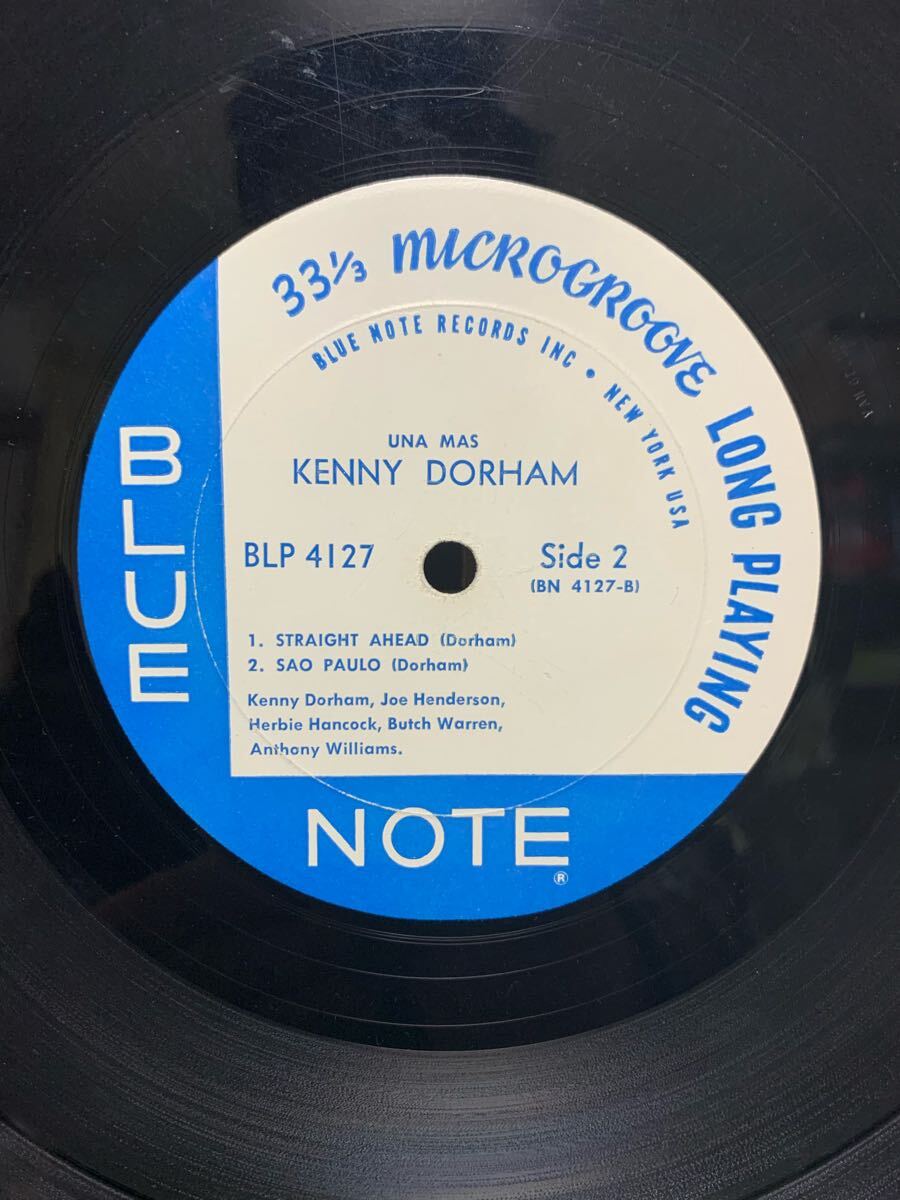 33⅓ MICROGROOVE LONG PLAYING
BLUE NOTE RECORDS INC • NEW YORK USA
UNA MAS
KENNY DORHAM
BLP 4127
Side 2
(BN 4127-B)
1. STRAIGHT AHEAD (Dorham)
2. SAO PAULO (Dorham)
Kenny Dorham, Joe Henderson,
Herbie Hancock, Butch Warren,
Anthony Williams.
BLUE
NOTE
®